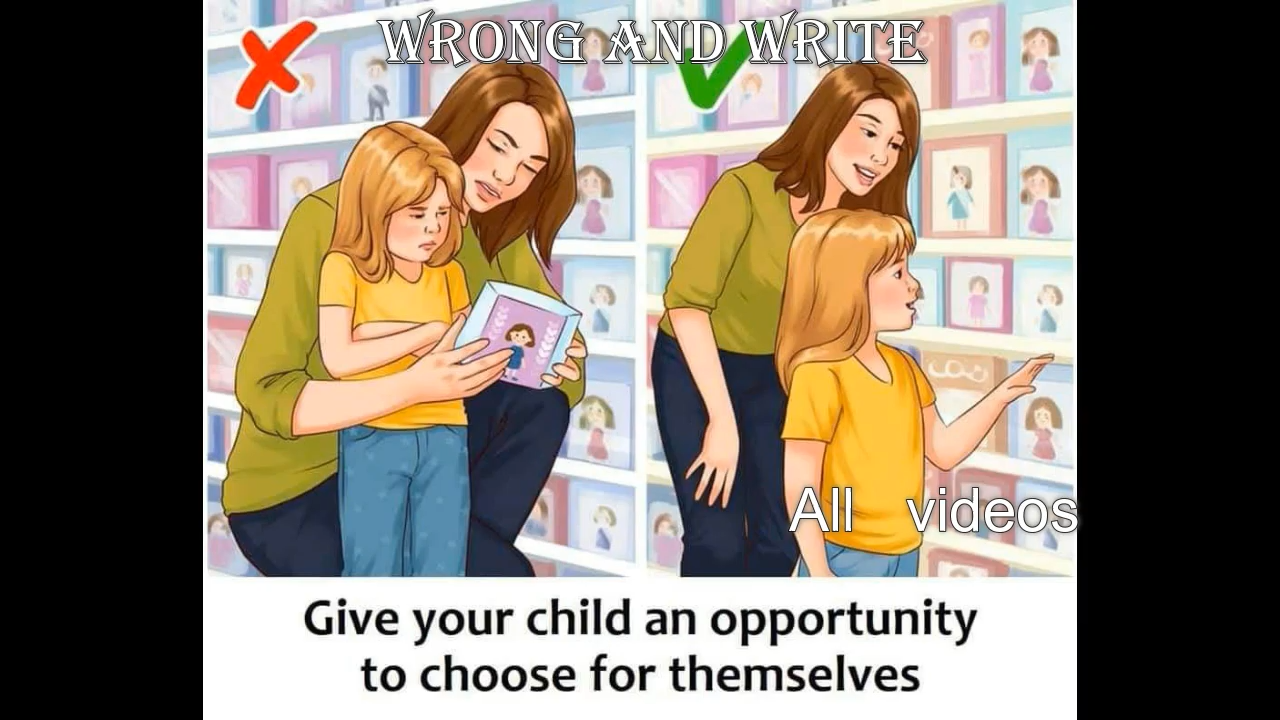 WRONG AND WRITE
All videos
Give your child an opportunity
to choose for themselves